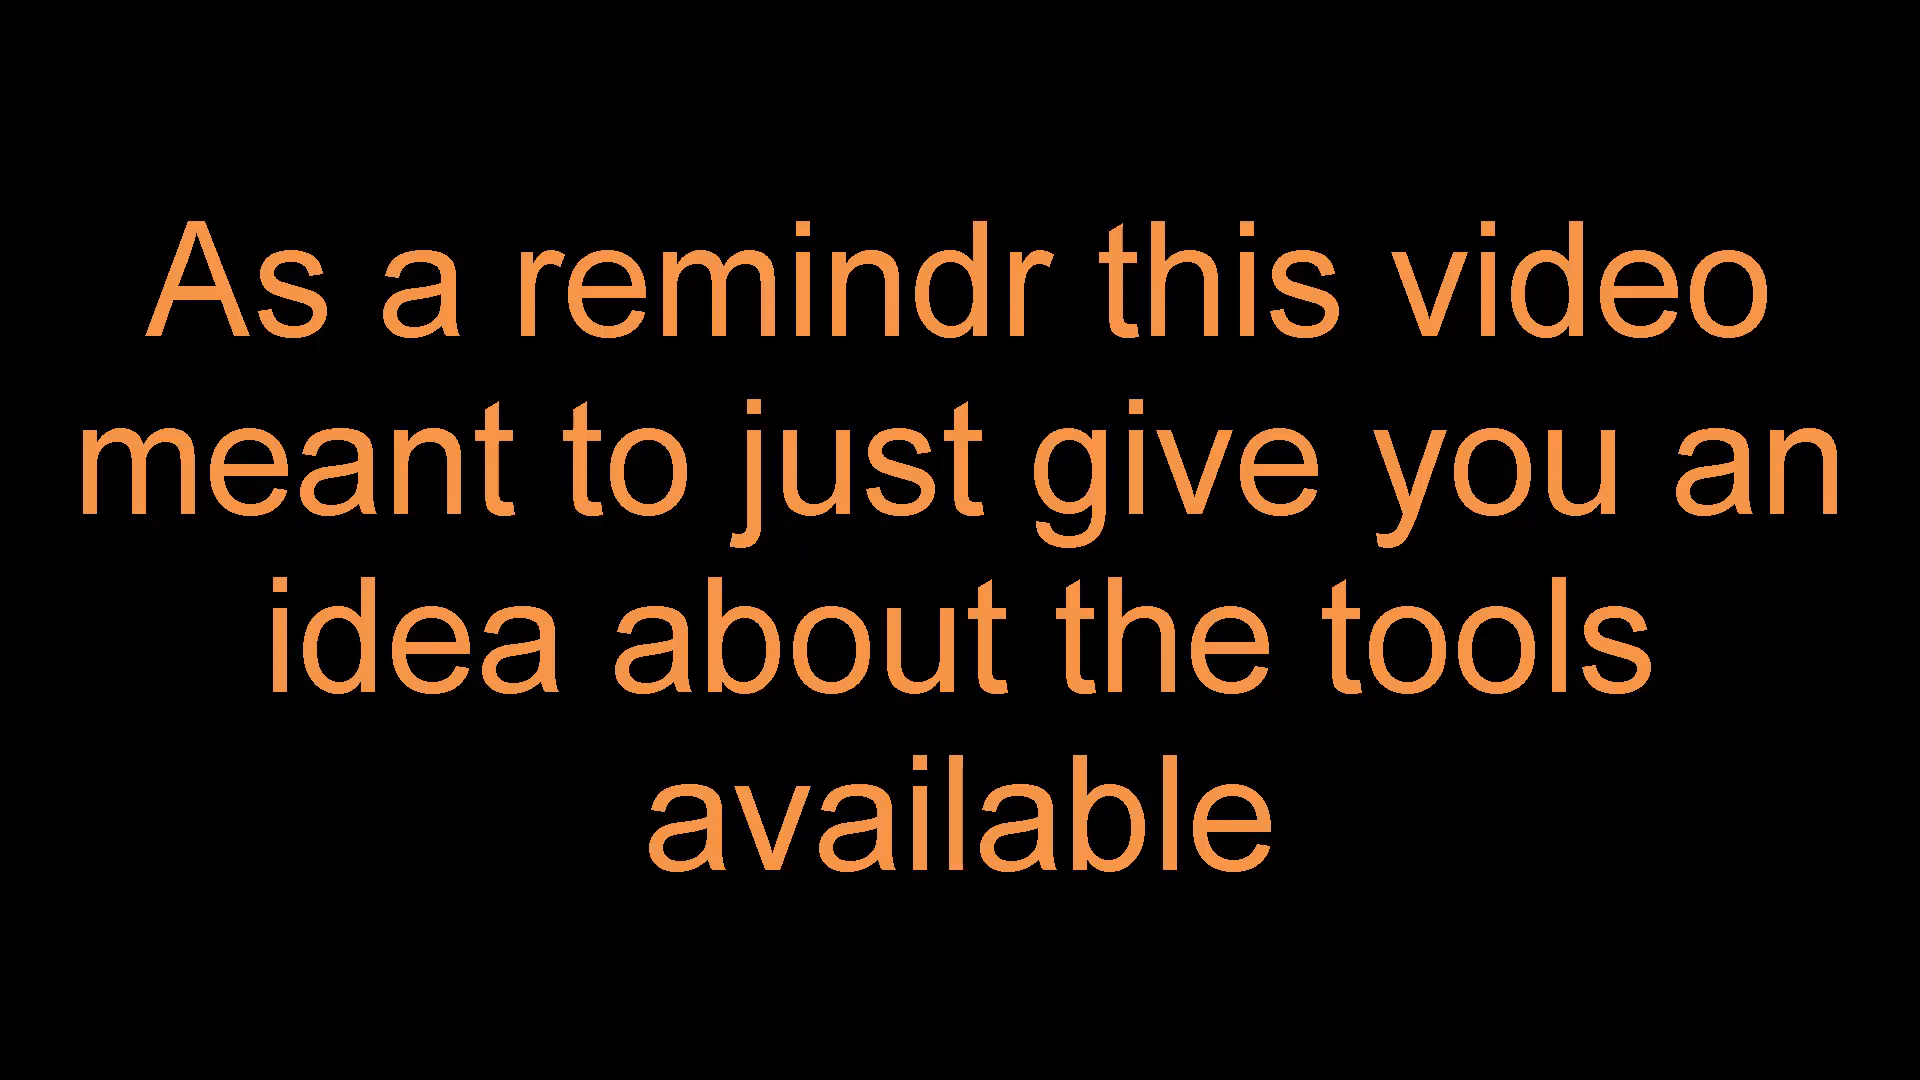 As a remindr this video
meant to just give you an
idea about the tools
available